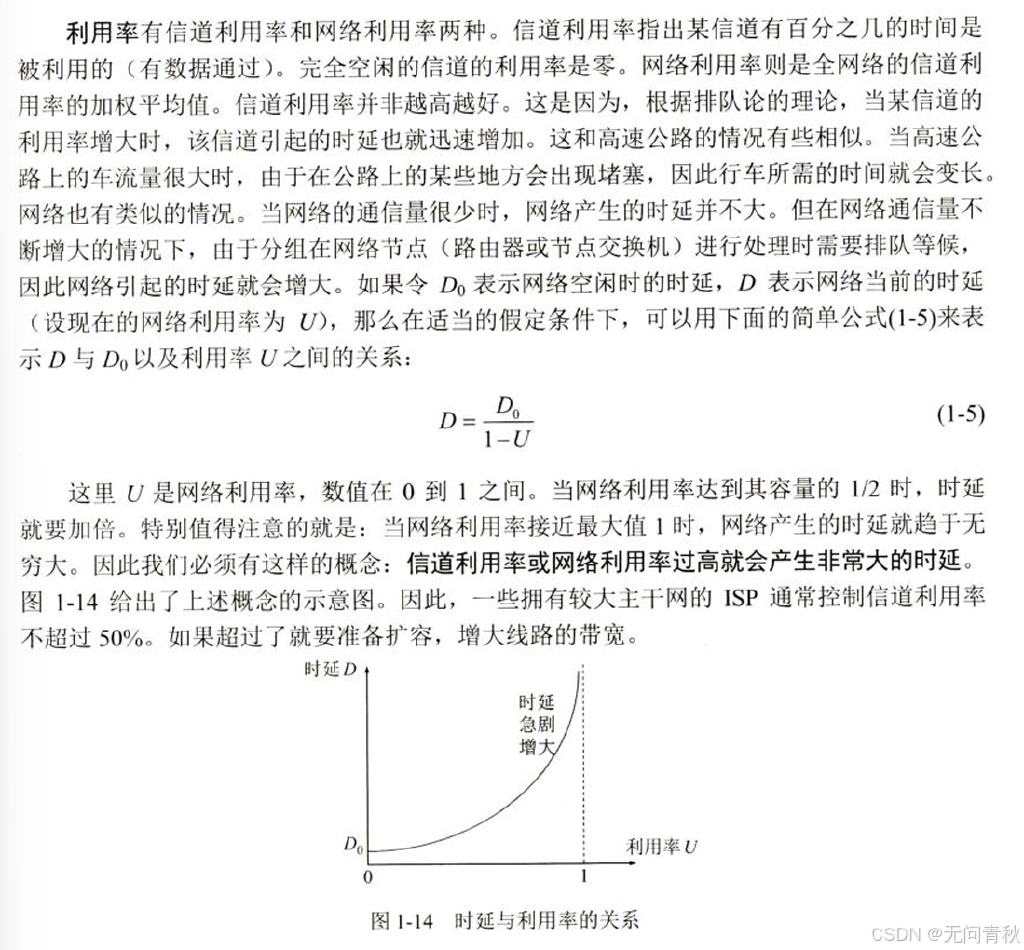 利用率有信道利用率和网络利用率两种。信道利用率指出某信道有百分之几的时间是
被利用的（有数据通过）。完全空闲的信道的利用率是零。网络利用率则是全网络的信道利
用率的加权平均值。信道利用率并非越高越好。这是因为，根据排队论的理论，当某信道的
利用率增大时，该信道引起的时延也就迅速增加。这和高速公路的情况有些相似。当高速公
路上的车流量很大时，由于在公路上的某些地方会出现堵塞，因此行车所需的时间就会变长。
网络也有类似的情况。当网络的通信量很少时，网络产生的时延并不大。但在网络通信量不
断增大的情况下，由于分组在网络节点（路由器或节点交换机）进行处理时需要排队等候，
因此网络引起的时延就会增大。如果令 D₀ 表示网络空闲时的时延，D 表示网络当前的时延
（设现在的网络利用率为 U），那么在适当的假定条件下，可以用下面的简单公式(1-5)来表
示 D 与 D₀ 以及利用率 U 之间的关系：
D = D₀ / (1-U) (1-5)
这里 U 是网络利用率，数值在 0 到 1 之间。当网络利用率达到其容量的 1/2 时，时延
就要加倍。特别值得注意的就是：当网络利用率接近最大值 1 时，网络产生的时延就趋于无
穷大。因此我们必须有这样的概念：信道利用率或网络利用率过高就会产生非常大的时延。
图 1-14 给出了上述概念的示意图。因此，一些拥有较大主干网的 ISP 通常控制信道利用率
不超过 50%。如果超过了就要准备扩容，增大线路的带宽。
时延 D
时延
急剧
增大
D₀
利用率 U
0 1
图 1-14 时延与利用率的关系
CSDN @无问青秋